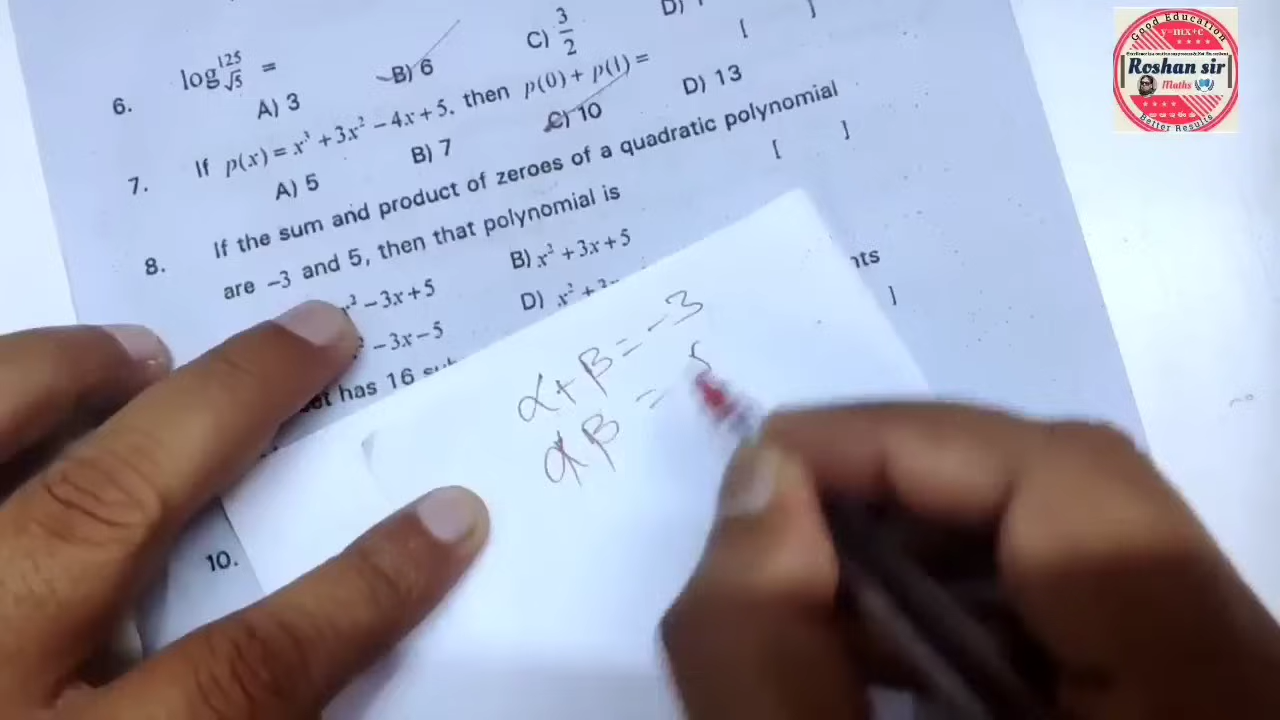 6. log √5 125 =
C) 3/2
A) 3 B) 6
7. If p(x) = x³ + 3x² − 4x + 5, then p(0) + p(1) = [ ]
A) 5 B) 7 C) 10 D) 13
8. If the sum and product of zeroes of a quadratic polynomial
are −3 and 5, then that polynomial is [ ]
x² − 3x + 5 B) x² + 3x + 5
− 3x − 5 D) x² +
has 16
]
10.
α + β = −3
αβ = 5
Good Education
y=mx+c
Roshan sir
Maths
Better Results